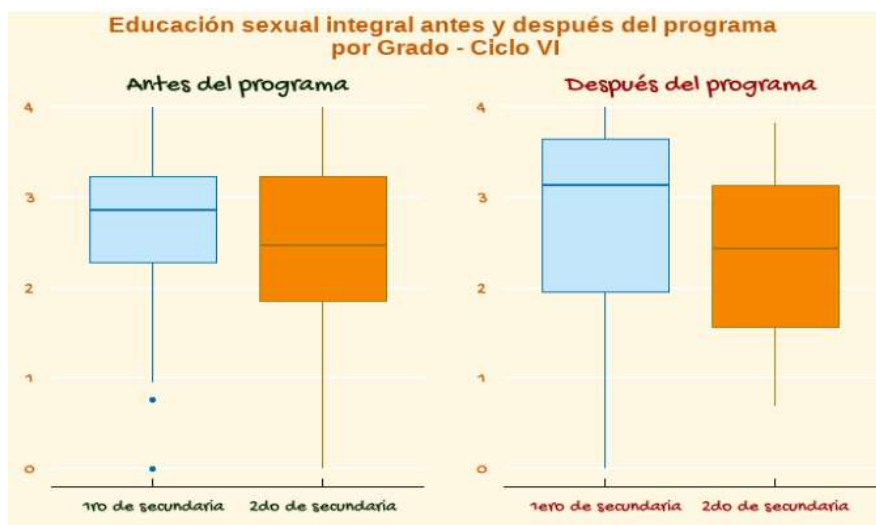 Educación sexual integral antes y después del programa
por Grado - Ciclo VI
Antes del programa
4
3
2
1
0
1ro de secundaria 2do de secundaria
Después del programa
4
3
2
1
0
1ero de secundaria 2do de secundaria